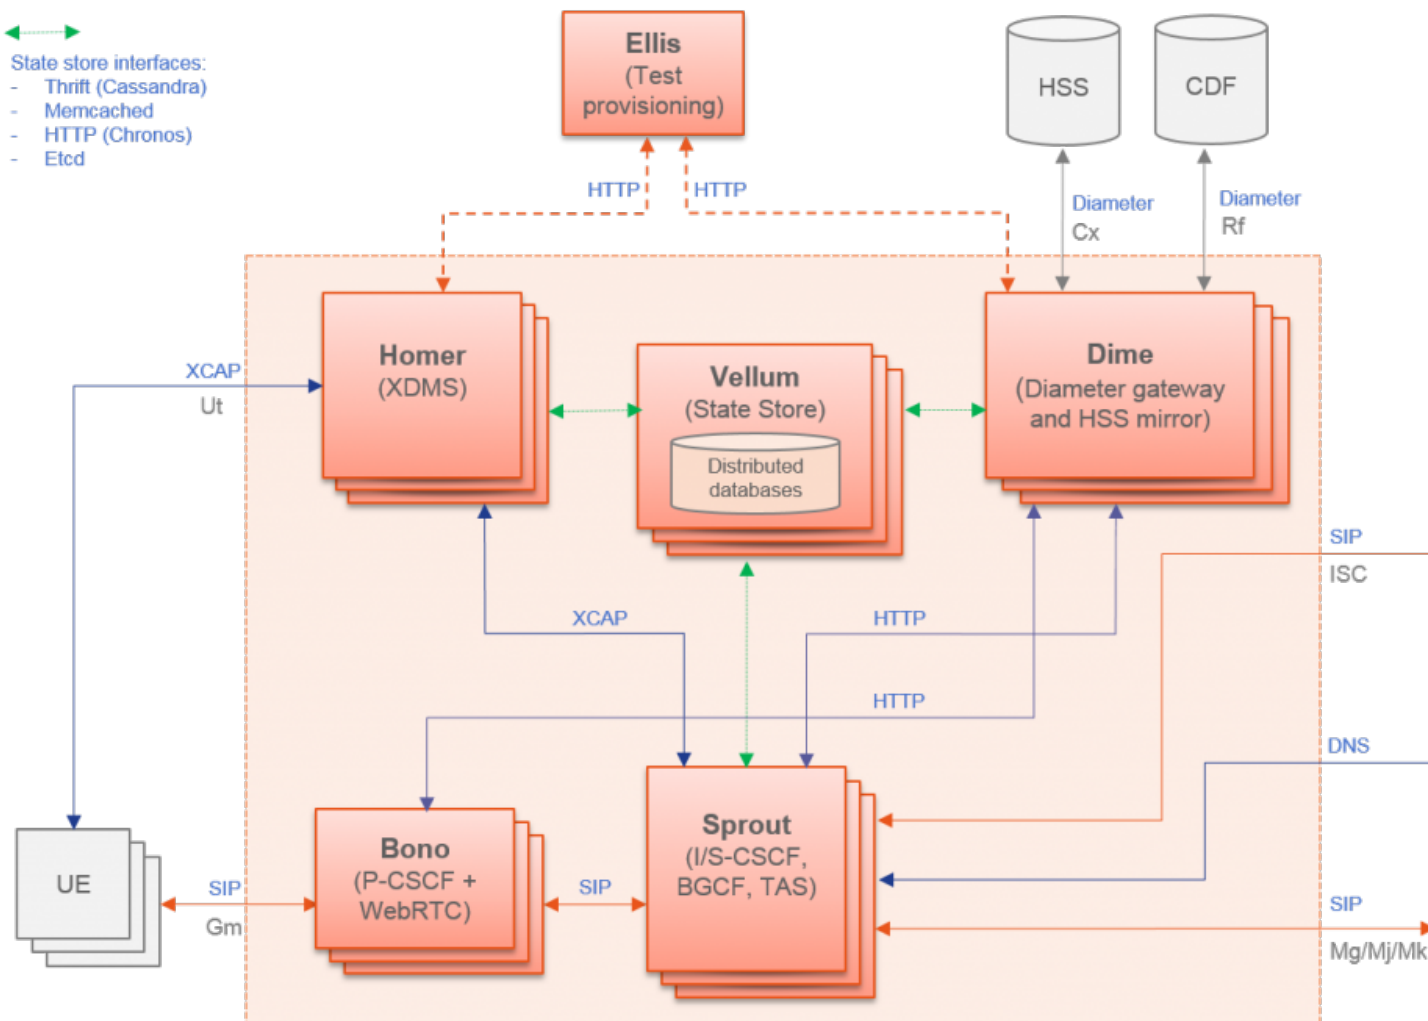 State store interfaces:
- Thrift (Cassandra)
- Memcached
- HTTP (Chronos)
- Etcd
Ellis
(Test
provisioning)
HSS
CDF
HTTP
HTTP
Diameter
Cx
Diameter
Rf
XCAP
Ut
Homer
(XDMS)
Vellum
(State Store)
Distributed
databases
Dime
(Diameter gateway
and HSS mirror)
SIP
ISC
XCAP
HTTP
HTTP
DNS
UE
SIP
Gm
Bono
(P-CSCF +
WebRTC)
SIP
Sprout
(I/S-CSCF,
BGCF, TAS)
SIP
Mg/Mj/Mk